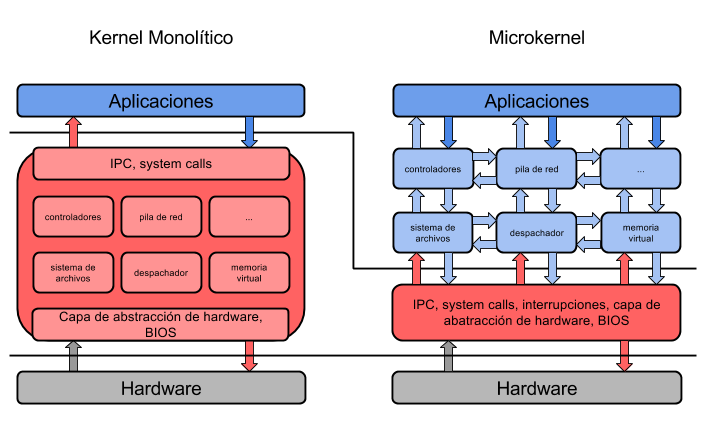 Kernel Monolítico
Microkernel
Aplicaciones
Aplicaciones
IPC, system calls
controladores
pila de red
...
controladores
pila de red
...
sistema de
archivos
despachador
memoria
virtual
sistema de
archivos
despachador
memoria
virtual
Capa de abstracción de hardware,
BIOS
IPC, system calls, interrupciones, capa de
abatracción de hardware, BIOS
Hardware
Hardware